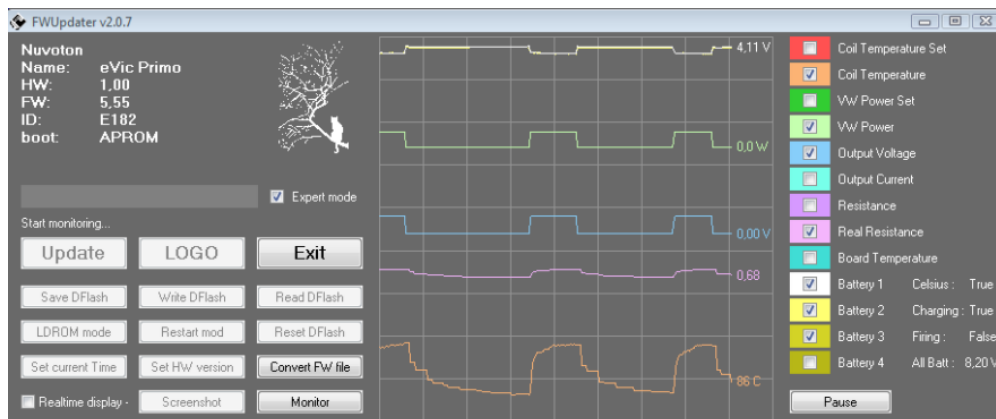 FWUpdater v2.0.7
Nuvoton
Name: eVic Primo
HW: 1,00
FW: 5,55
ID: E182
boot: APROM
Expert mode
Start monitoring...
Update LOGO Exit
Save DFlash Write DFlash Read DFlash
LDROM mode Restart mod Reset DFlash
Set current Time Set HW version Convert FW file
Realtime display - Screenshot Monitor
4,11 V
0,0 W
0,00 V
0,68
86 C
Coil Temperature Set
Coil Temperature
VW Power Set
VW Power
Output Voltage
Output Current
Resistance
Real Resistance
Board Temperature
Battery 1 Celsius : True
Battery 2 Charging : True
Battery 3 Firing : False
Battery 4 All Batt : 8,20 V
Pause